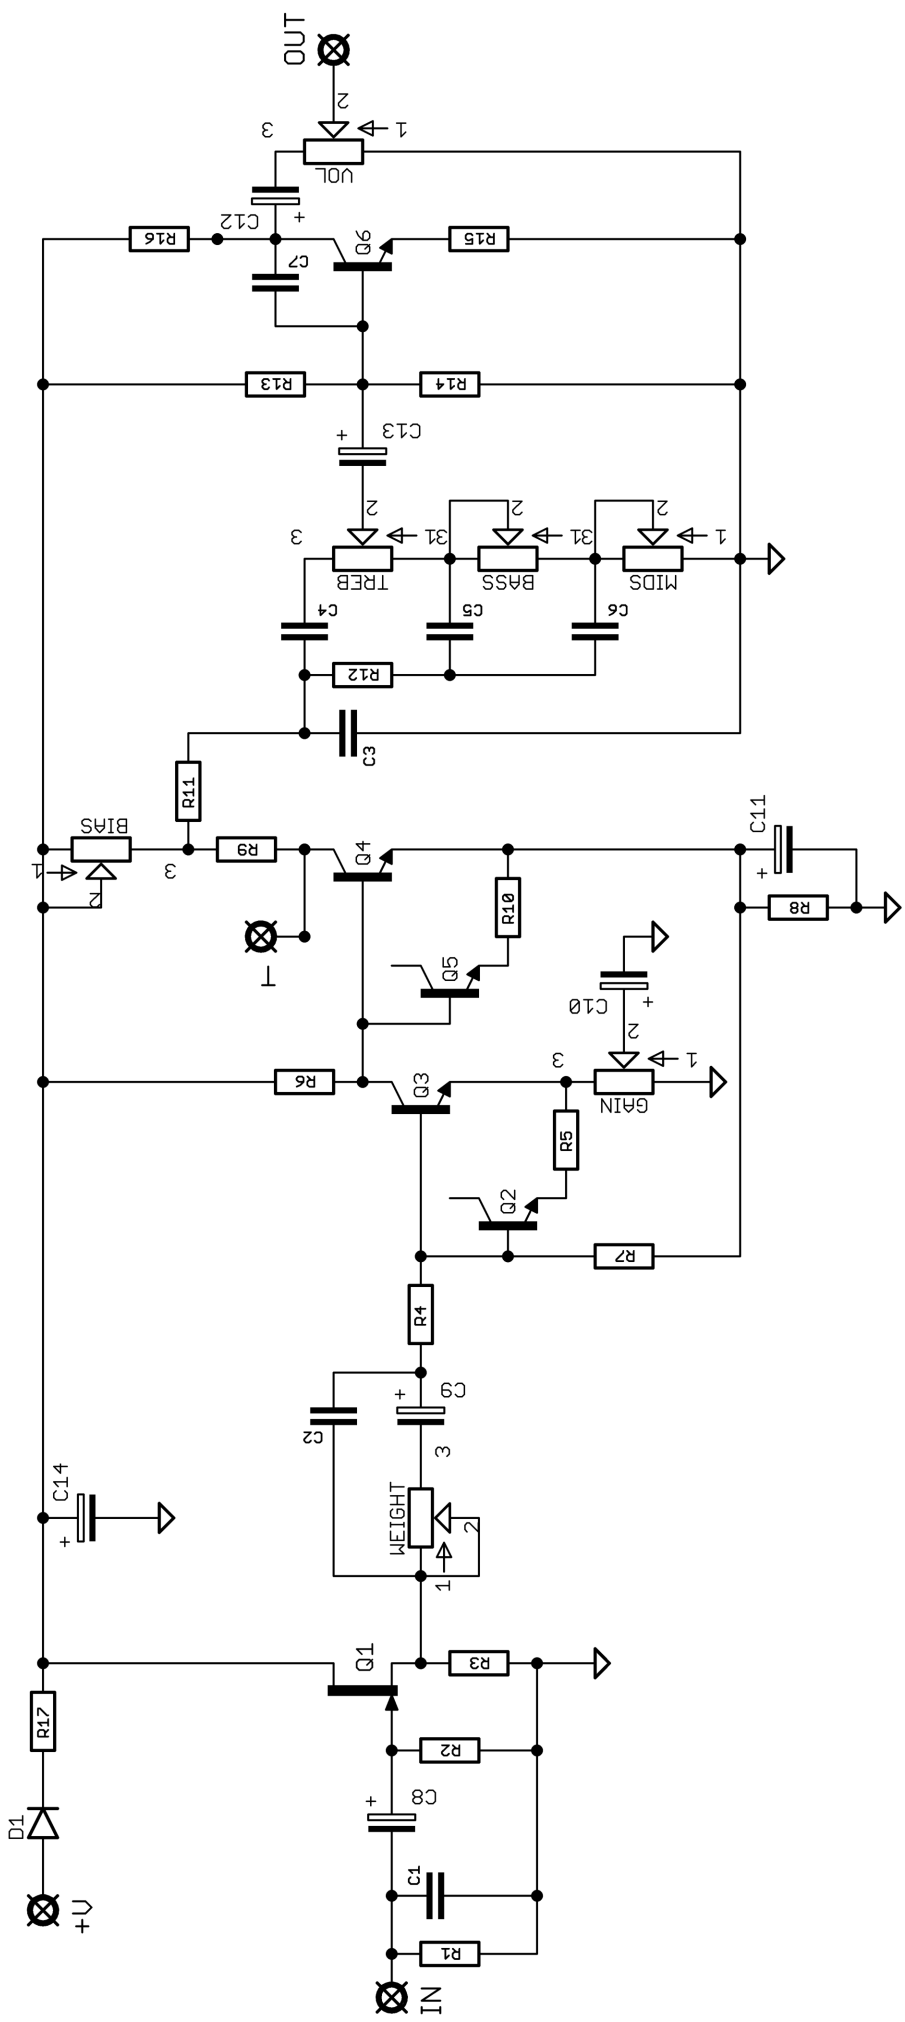 OUT
2
3
1
VOL
C12
+
R16
Q6
R15
C7
R13
R14
C13
+
2
2
2
3
31
31
1
TREB
BASS
MIDS
C4
C5
C6
R12
C3
R11
BIAS
1
2
3
R9
Q4
C11
+
T
R10
R8
Q5
C10
+
2
3
1
R6
Q3
GAIN
R5
Q2
R7
R4
C2
+
C9
3
WEIGHT
2
1
C14
+
Q1
R3
R17
R2
D1
+
C8
C1
+V
R1
IN